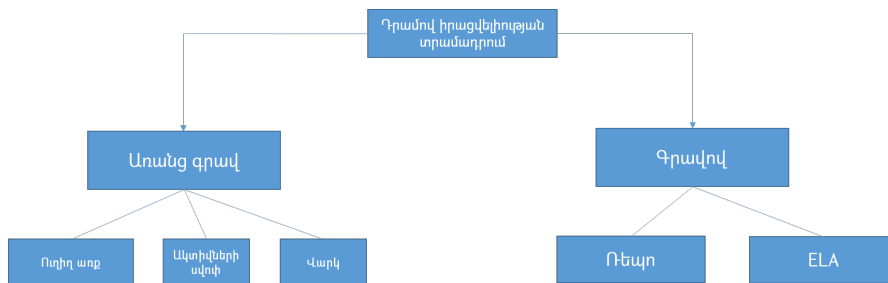 Դրամով իրացվելիության
տրամադրում
Առանց գրավ
Գրավով
Ուղիղ առք
Ակտիվների
սվոփ
Վարկ
Ռեպո
ELA